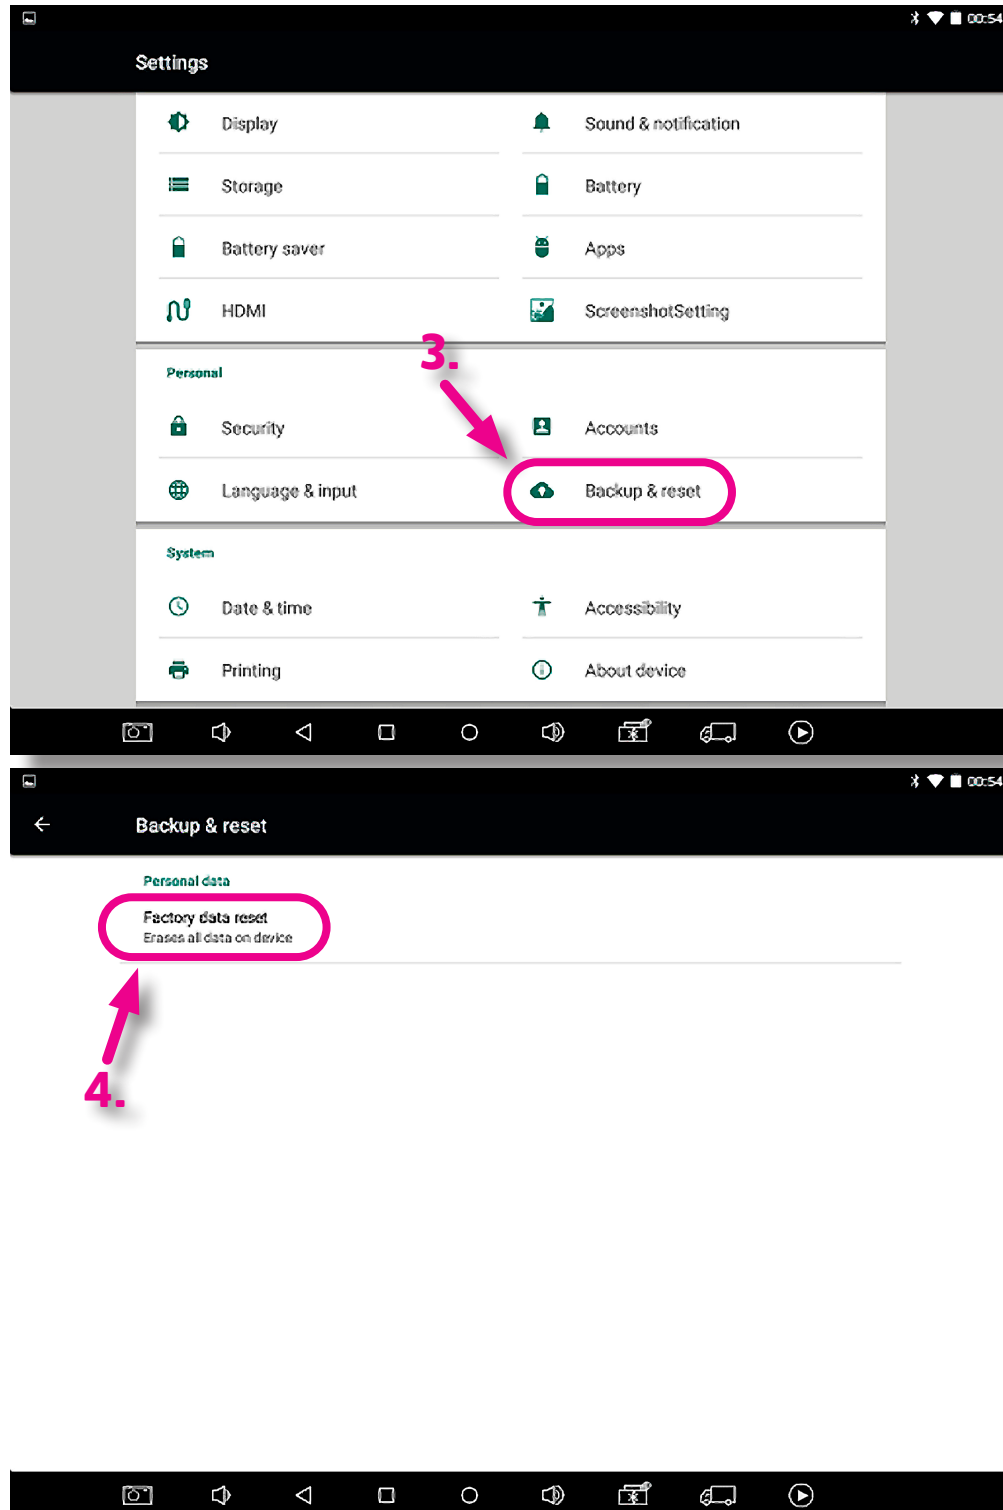 00:54
Settings
Display
Sound & notification
Storage
Battery
Battery saver
Apps
HDMI
ScreenshotSetting
3.
Personal
Security
Accounts
Language & input
Backup & reset
System
Date & time
Accessibility
Printing
About device
00:54
Backup & reset
Personal data
Factory data reset
Erases all data on device
4.